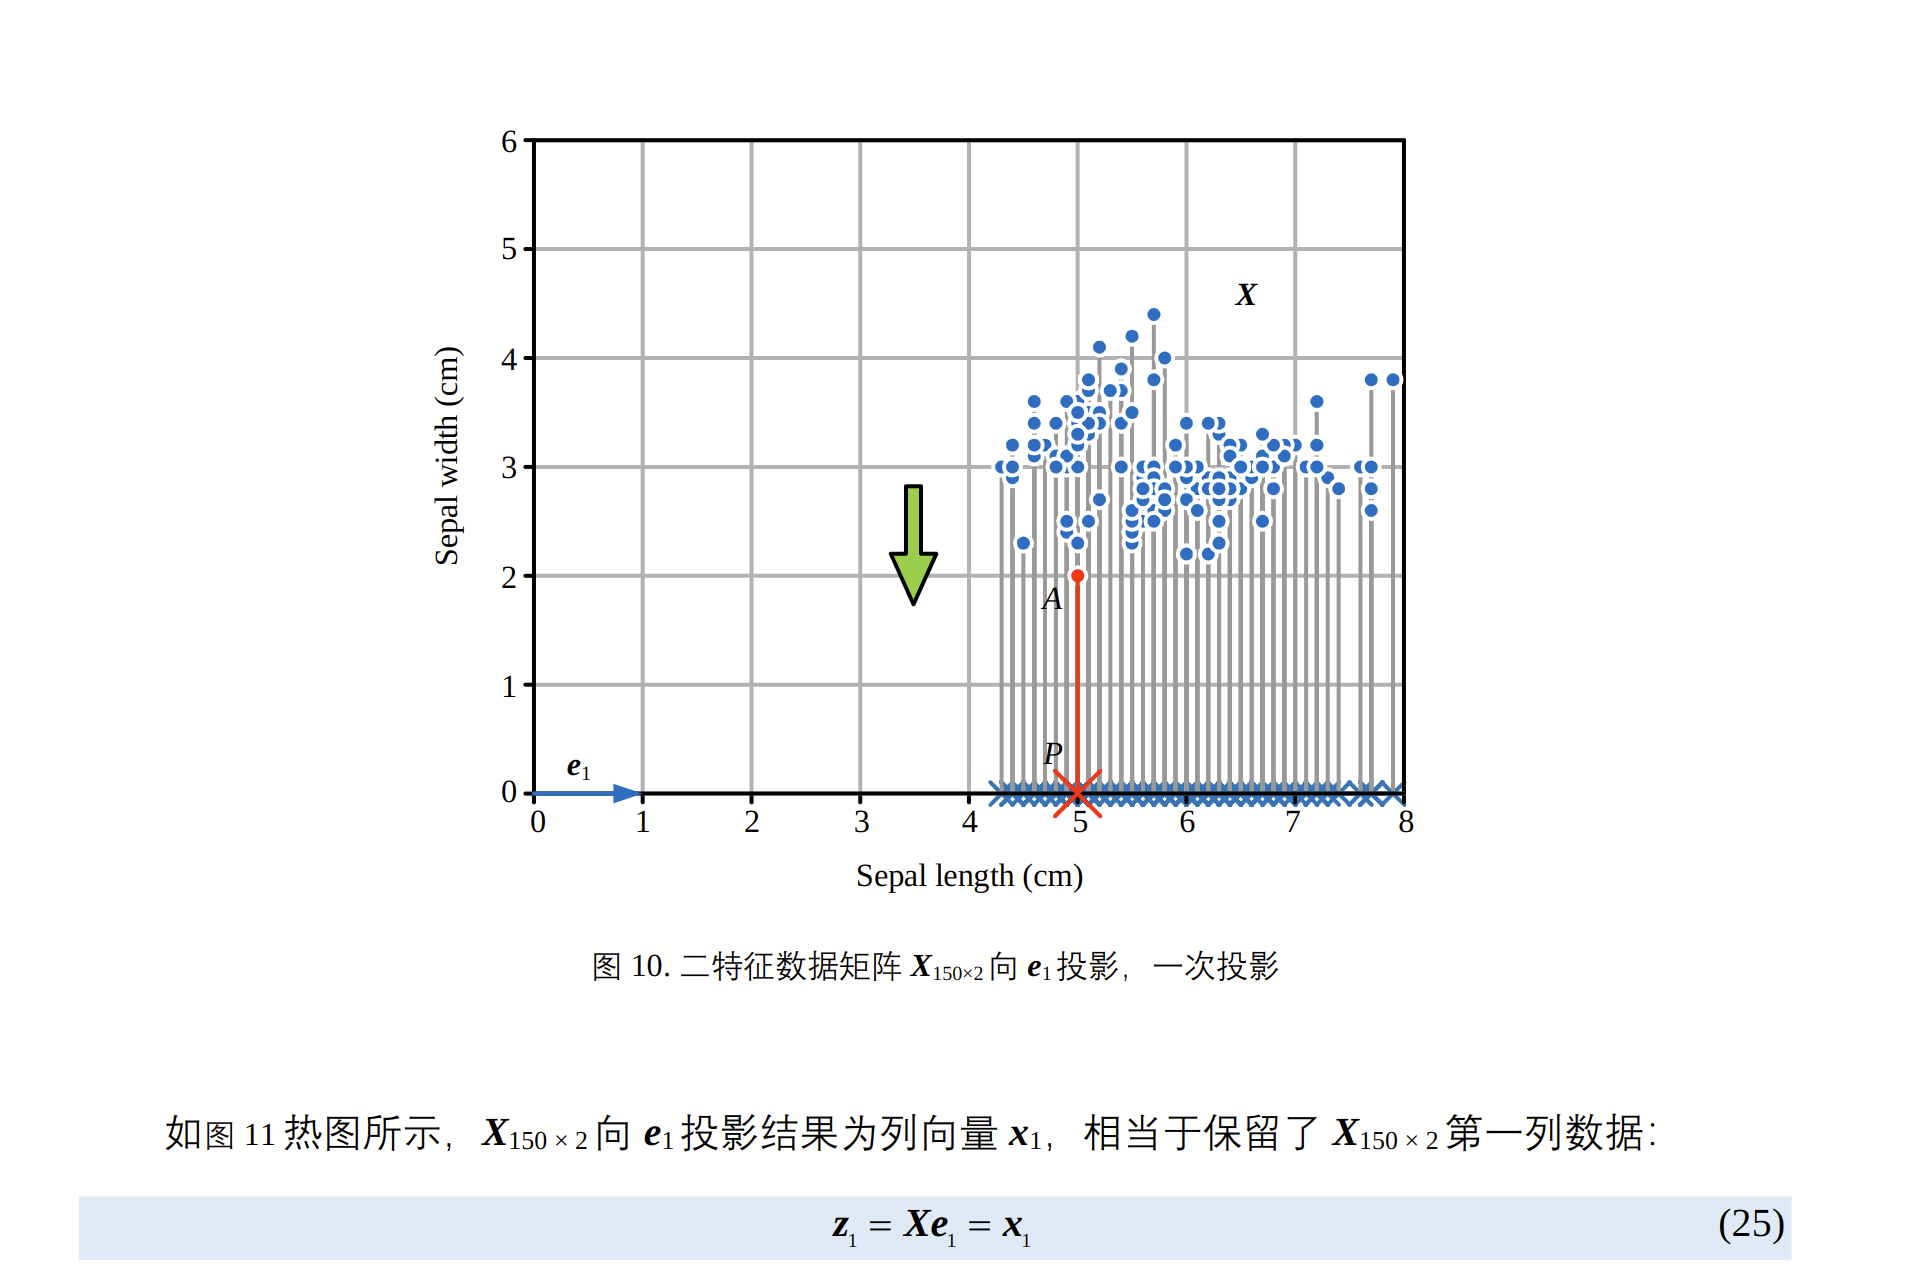 6
5
X
4
3
2
A
1
P
e1
0
0 1 2 3 4 5 6 7 8
Sepal width (cm)
Sepal length (cm)
图 10. 二特征数据矩阵 X150×2 向 e1 投影，一次投影
如图 11 热图所示，X150 × 2 向 e1 投影结果为列向量 x1，相当于保留了 X150 × 2 第一列数据：
z1 = Xe1 = x1 (25)